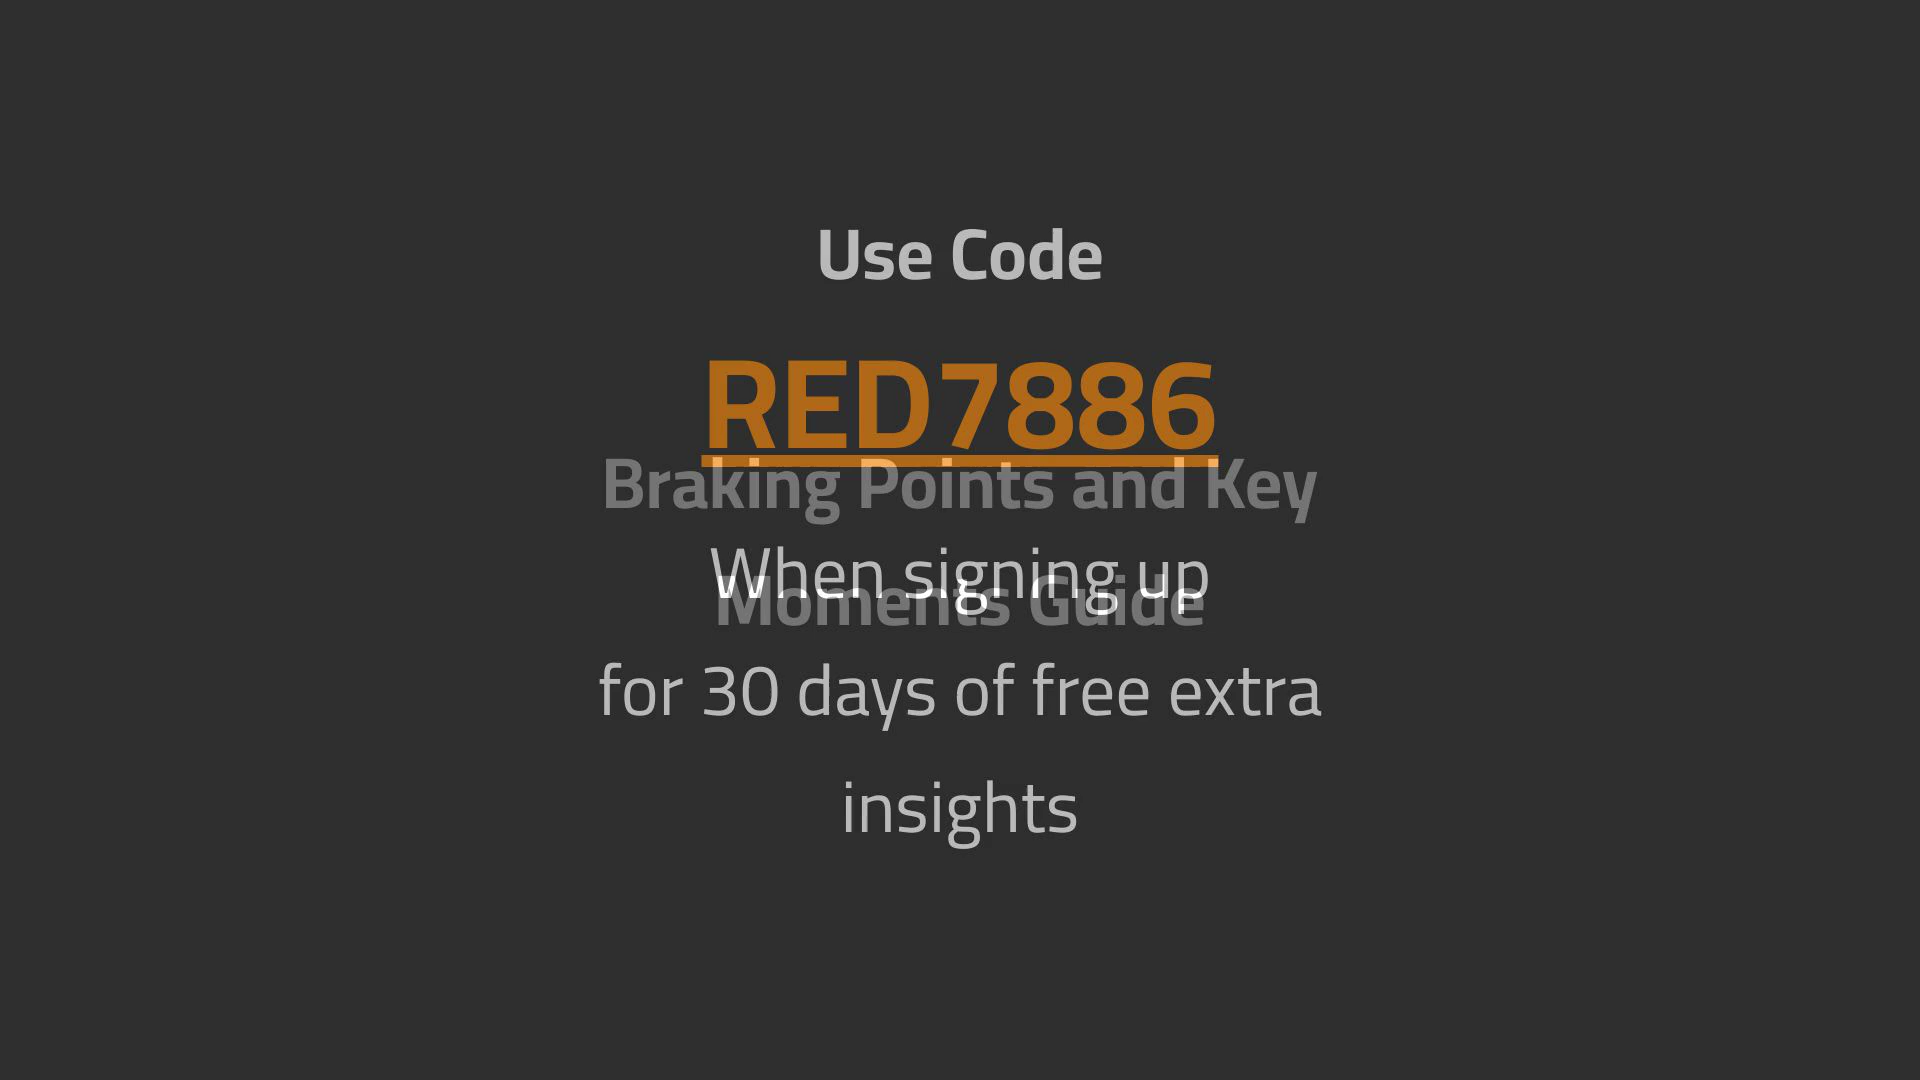 Use Code
RED7886
Braking Points and Key
When signing up
Moments Guide
for 30 days of free extra
insights